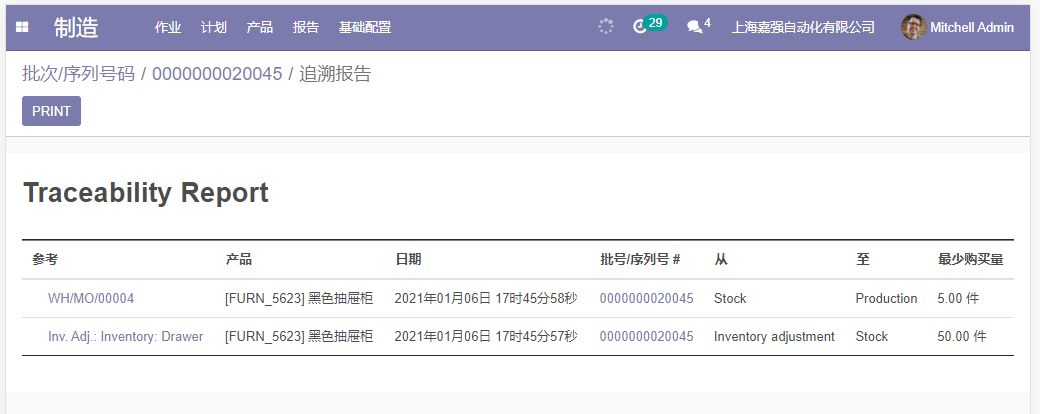 制造 作业 计划 产品 报告 基础配置 29 4 上海嘉强自动化有限公司 Mitchell Admin
批次/序列号码 / 0000000020045 / 追溯报告
PRINT
Traceability Report
参考 产品 日期 批号/序列号 # 从 至 最少购买量
WH/MO/00004 [FURN_5623] 黑色抽屉柜 2021年01月06日 17时45分58秒 0000000020045 Stock Production 5.00 件
Inv. Adj.: Inventory: Drawer [FURN_5623] 黑色抽屉柜 2021年01月06日 17时45分57秒 0000000020045 Inventory adjustment Stock 50.00 件